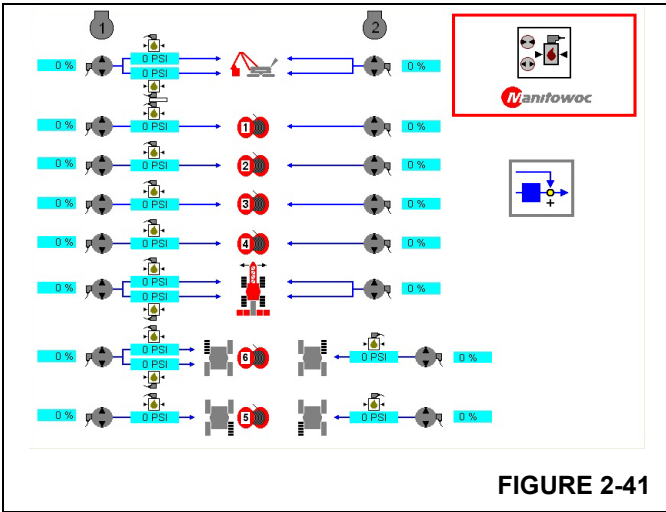 1 2
0 % 0 PSI 0 %
0 PSI
Manitowoc
0 % 0 PSI 1 0 %
0 % 0 PSI 2 0 %
0 % 0 PSI 3 0 %
+
0 % 0 PSI 4 0 %
0 % 0 PSI 0 %
0 PSI
0 % 0 PSI 6 0 PSI 0 %
0 PSI
0 % 0 PSI 5 0 PSI 0 %
FIGURE 2-41